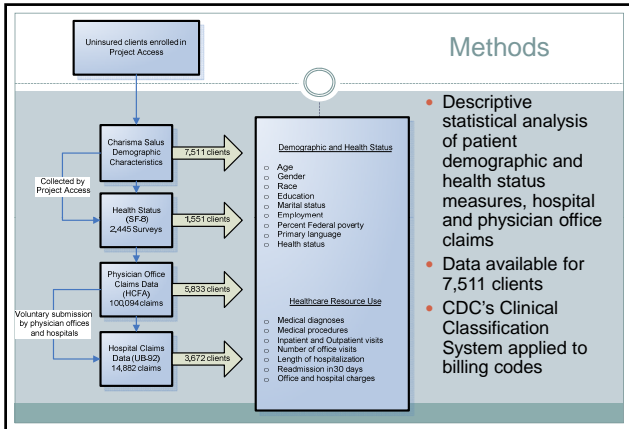 Uninsured clients enrolled in
Project Access
Methods
Charisma Salus
Demographic
Characteristics
7,511 clients
Collected by
Project Access
Health Status
(SF-8)
2,445 Surveys
1,551 clients
Physician Office
Claims Data
(HCFA)
100,094 claims
5,833 clients
Voluntary submission
by physician offices
and hospitals
Hospital Claims
Data (UB-92)
14,882 claims
3,672 clients
Demographic and Health Status
Age
Gender
Race
Education
Marital status
Employment
Percent Federal poverty
Primary language
Health status
Healthcare Resource Use
Medical diagnoses
Medical procedures
Inpatient and Outpatient visits
Number of office visits
Length of hospitalization
Readmission in 30 days
Office and hospital charges
• Descriptive
statistical analysis
of patient
demographic and
health status
measures, hospital
and physician office
claims
• Data available for
7,511 clients
• CDC's Clinical
Classification
System applied to
billing codes